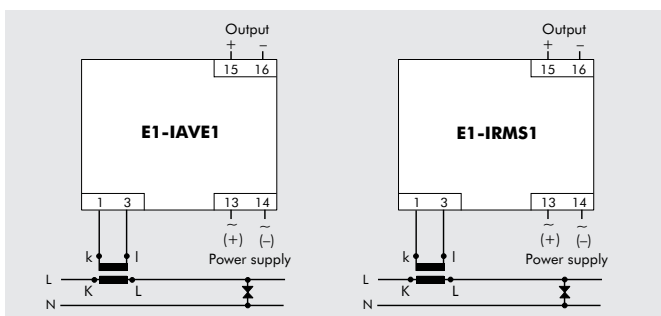 Output
+ –
15 16
E1-IAVE1
1 3
13 14
~ ~
(+) (–)
k l
Power supply
L
K L
N
Output
+ –
15 16
E1-IRMS1
1 3
13 14
~ ~
(+) (–)
k l
Power supply
L
K L
N